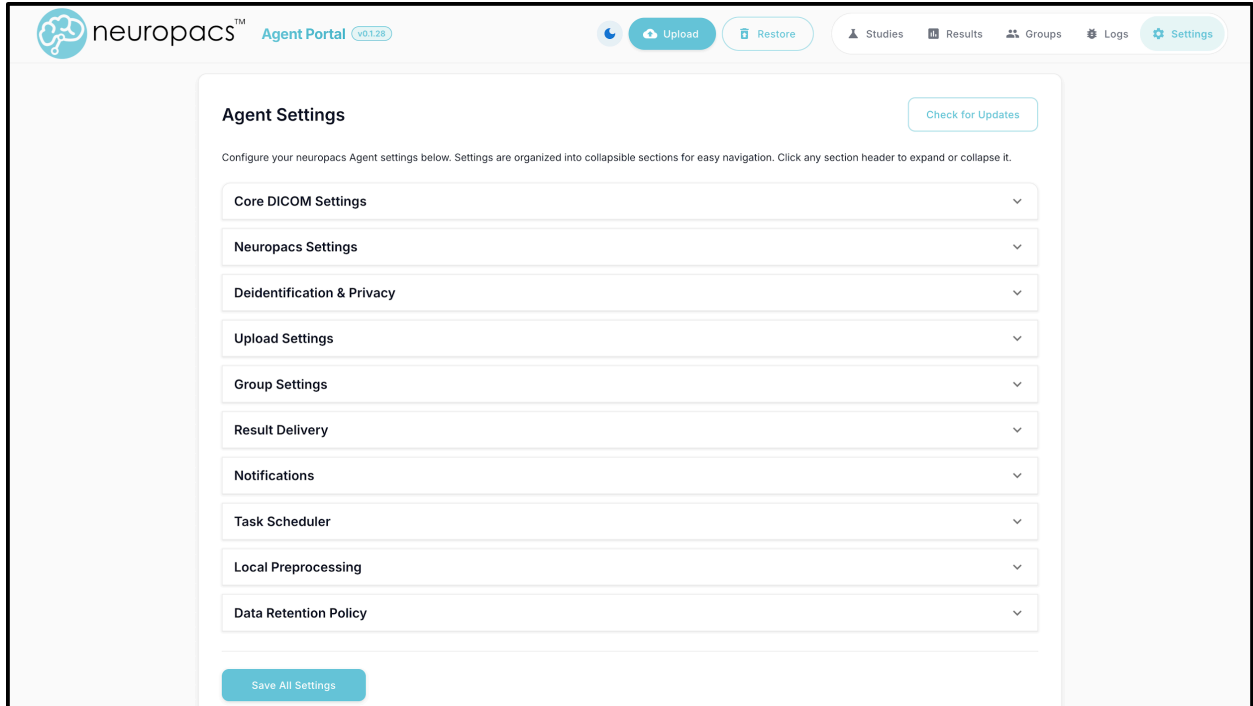 neuropacs™ Agent Portal v0.1.28 Upload Restore Studies Results Groups Logs Settings
Agent Settings Check for Updates
Configure your neuropacs Agent settings below. Settings are organized into collapsible sections for easy navigation. Click any section header to expand or collapse it.
Core DICOM Settings
Neuropacs Settings
Deidentification & Privacy
Upload Settings
Group Settings
Result Delivery
Notifications
Task Scheduler
Local Preprocessing
Data Retention Policy
Save All Settings